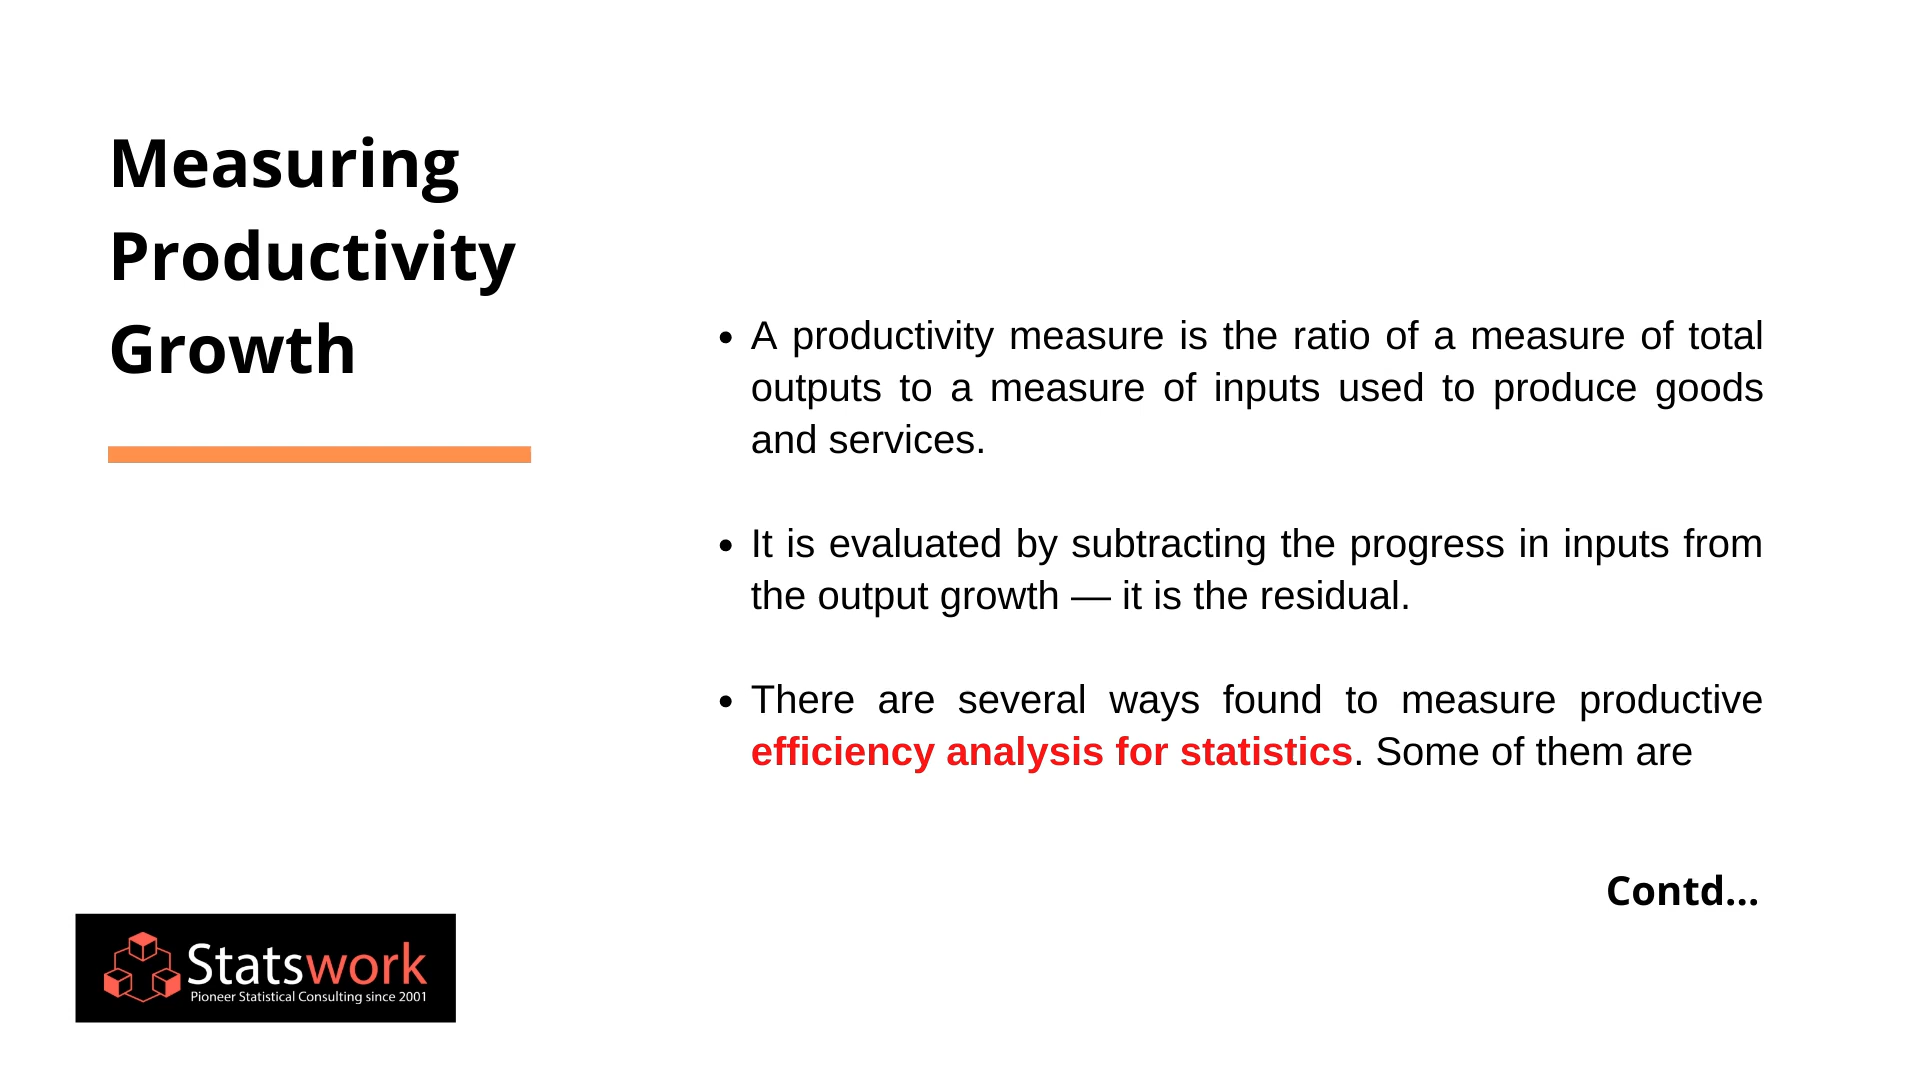 Measuring
Productivity
Growth
• A productivity measure is the ratio of a measure of total
outputs to a measure of inputs used to produce goods
and services.
• It is evaluated by subtracting the progress in inputs from
the output growth — it is the residual.
• There are several ways found to measure productive
efficiency analysis for statistics. Some of them are
Contd...
Statswork
Pioneer Statistical Consulting since 2001